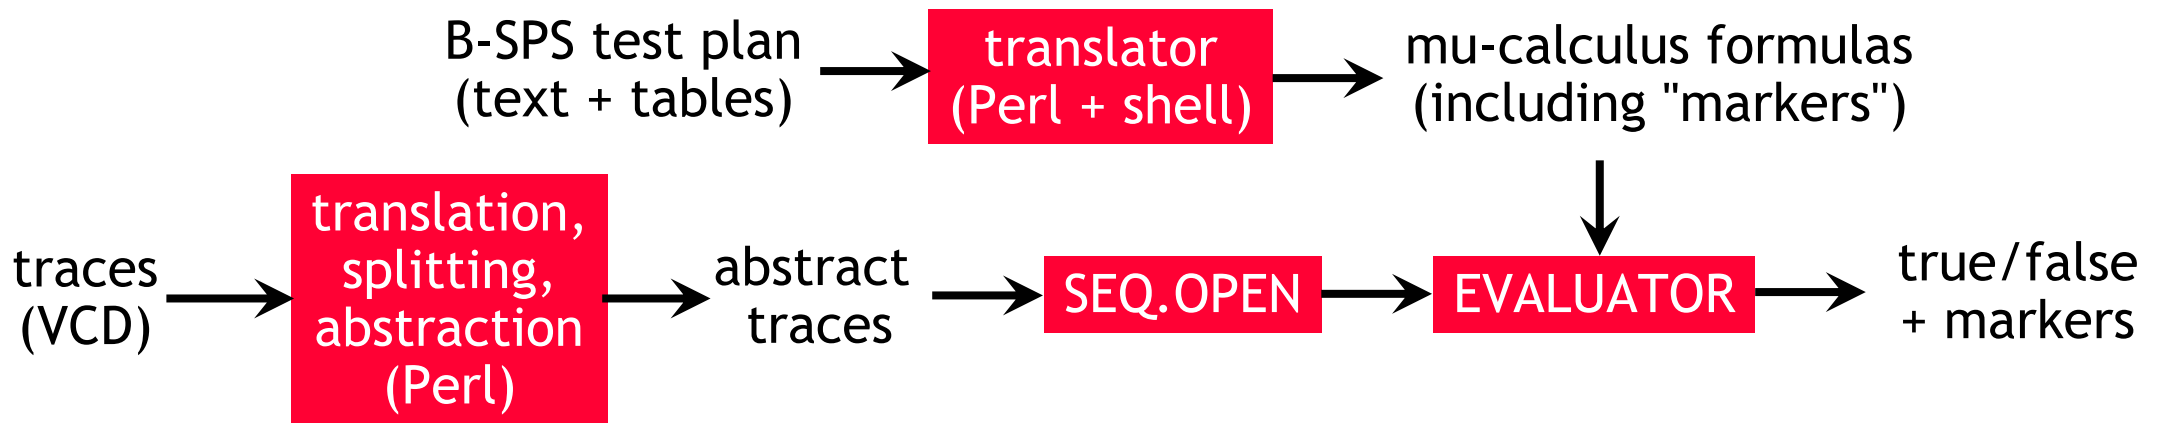 B-SPS test plan
(text + tables)
translator
(Perl + shell)
mu-calculus formulas
(including "markers")
traces
(VCD)
translation,
splitting,
abstraction
(Perl)
abstract
traces
SEQ.OPEN
EVALUATOR
true/false
+ markers